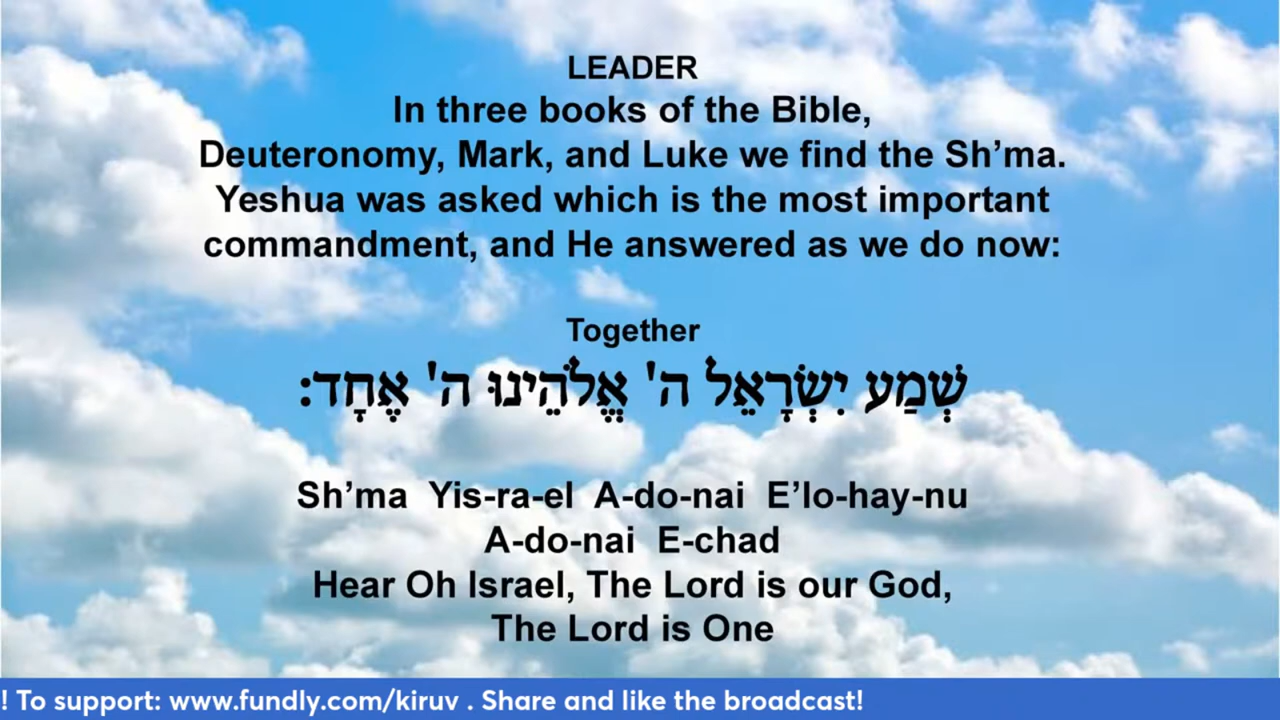 LEADER
In three books of the Bible,
Deuteronomy, Mark, and Luke we find the Sh’ma.
Yeshua was asked which is the most important
commandment, and He answered as we do now:
Together
שְׁמַע יִשְׂרָאֵל ה' אֱלֹהֵינוּ ה' אֶחָד:
Sh’ma Yis-ra-el A-do-nai E’lo-hay-nu
A-do-nai E-chad
Hear Oh Israel, The Lord is our God,
The Lord is One
! To support: www.fundly.com/kiruv . Share and like the broadcast!